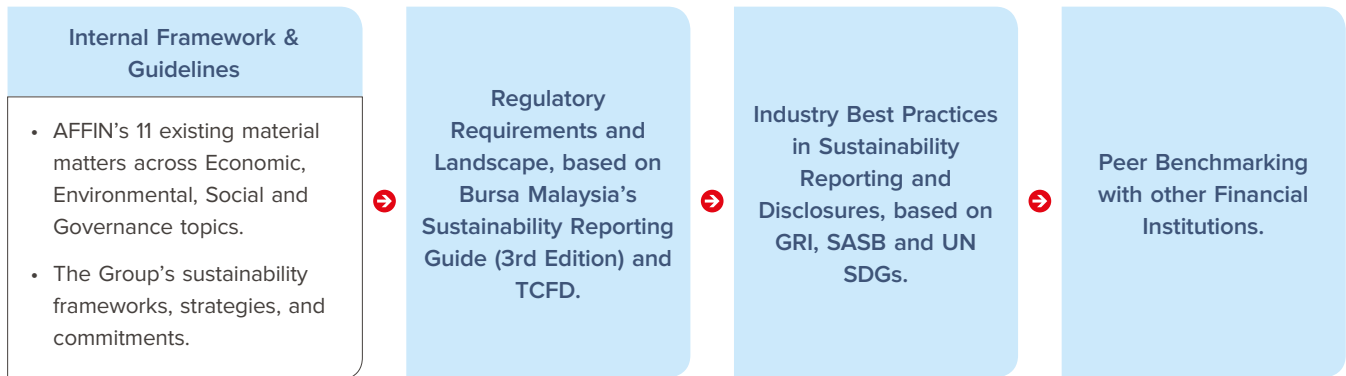 Internal Framework &
Guidelines
• AFFIN’s 11 existing material
matters across Economic,
Environmental, Social and
Governance topics.
• The Group’s sustainability
frameworks, strategies, and
commitments.
Regulatory
Requirements and
Landscape, based on
Bursa Malaysia’s
Sustainability Reporting
Guide (3rd Edition) and
TCFD.
Industry Best Practices
in Sustainability
Reporting and
Disclosures, based on
GRI, SASB and UN
SDGs.
Peer Benchmarking
with other Financial
Institutions.